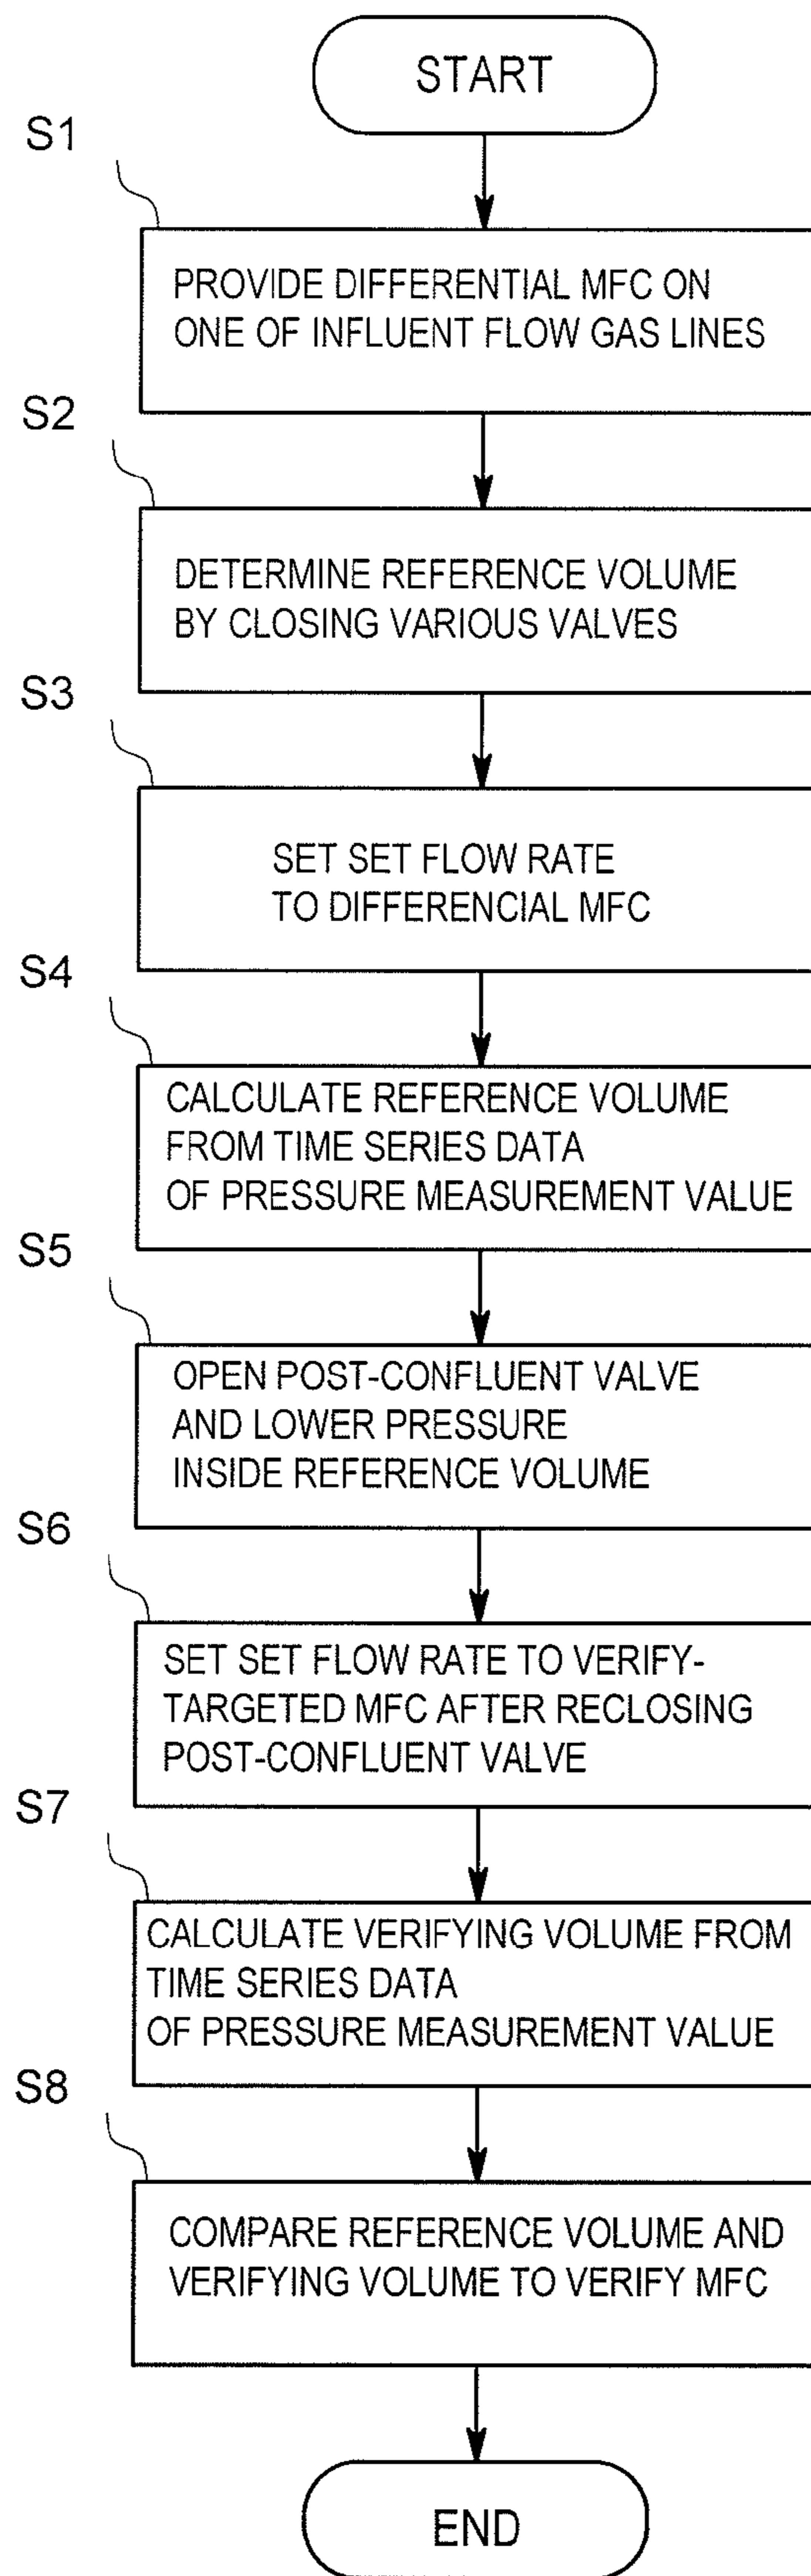 START
S1
PROVIDE DIFFERENTIAL MFC ON
ONE OF INFLUENT FLOW GAS LINES
S2
DETERMINE REFERENCE VOLUME
BY CLOSING VARIOUS VALVES
S3
SET SET FLOW RATE
TO DIFFERENCIAL MFC
S4
CALCULATE REFERENCE VOLUME
FROM TIME SERIES DATA
OF PRESSURE MEASUREMENT VALUE
S5
OPEN POST-CONFLUENT VALVE
AND LOWER PRESSURE
INSIDE REFERENCE VOLUME
S6
SET SET FLOW RATE TO VERIFY-
TARGETED MFC AFTER RECLOSING
POST-CONFLUENT VALVE
S7
CALCULATE VERIFYING VOLUME FROM
TIME SERIES DATA
OF PRESSURE MEASUREMENT VALUE
S8
COMPARE REFERENCE VOLUME AND
VERIFYING VOLUME TO VERIFY MFC
END